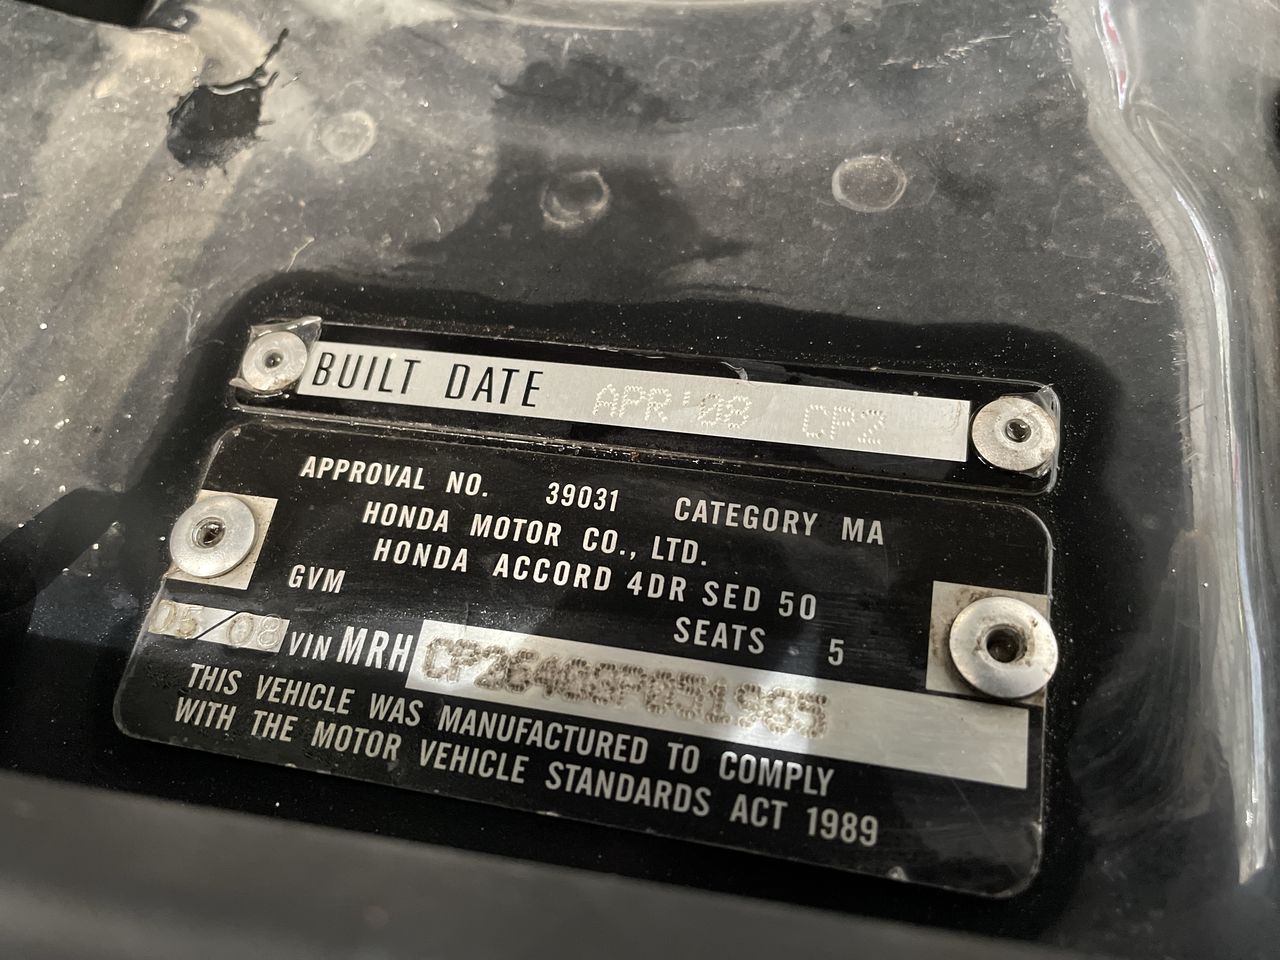 BUILT DATE APR'08 CP2
APPROVAL NO. 39031 CATEGORY MA
HONDA MOTOR CO., LTD.
HONDA ACCORD 4DR SED 50
GVM SEATS 5
05/08 VIN MRH
THIS VEHICLE WAS MANUFACTURED TO COMPLY
WITH THE MOTOR VEHICLE STANDARDS ACT 1989